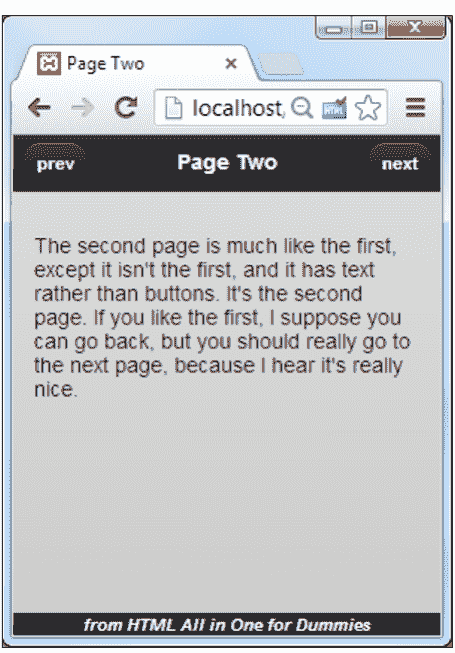 Page Two
localhost,
prev
Page Two
next
The second page is much like the first,
except it isn't the first, and it has text
rather than buttons. It's the second
page. If you like the first, I suppose you
can go back, but you should really go to
the next page, because I hear it's really
nice.
from HTML All in One for Dummies